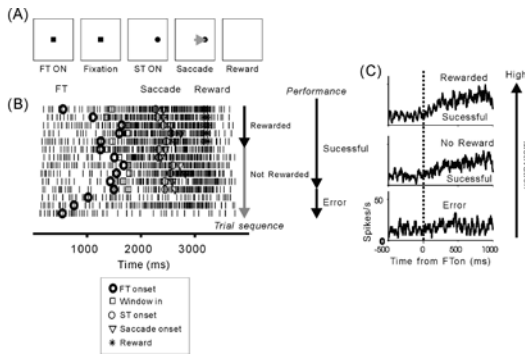 (A)
FT ON Fixation ST ON Saccade Reward
(B)
FT Saccade Reward
Performance
Rewarded
Sucessful
Not Rewarded
Error
Trial sequence
1000 2000 3000
Time (ms)
FT onset
Window in
ST onset
Saccade onset
Reward
(C)
High
Rewarded
Sucessful
No Reward
Sucessful
50
Error
Spikes/s
0
-500 0 500 1000
Time from FTon (ms)